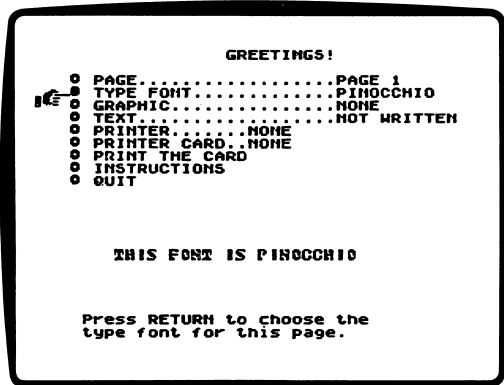 GREETINGS!
PAGE..................PAGE 1
TYPE FONT.............PINOCCHIO
GRAPHIC...............NONE
TEXT..................NOT WRITTEN
PRINTER.......NONE
PRINTER CARD..NONE
PRINT THE CARD
INSTRUCTIONS
QUIT
THIS FONT IS PINOCCHIO
Press RETURN to choose the
type font for this page.